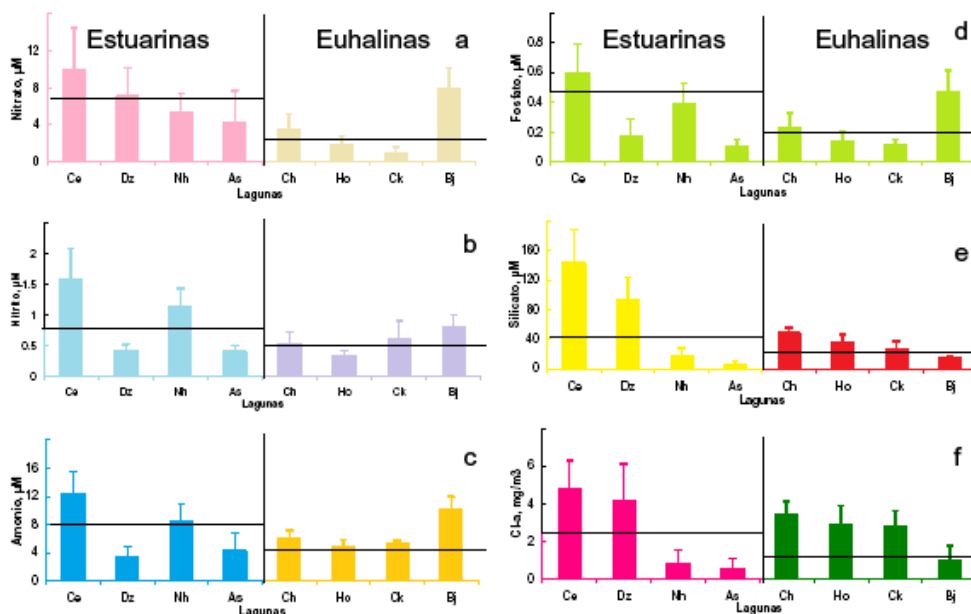 Estuarinas Euhalinas a
Nitrato, µM
12
8
4
0
Ce Dz Nh As Ch Ho Ck Bj
Lagunas
b
Nitrito, µM
2
1.5
1
0.5
0
Ce Dz Nh As Ch Ho Ck Bj
Lagunas
c
Amonio, µM
16
12
8
4
0
Ce Dz Nh As Ch Ho Ck Bj
Lagunas
Estuarinas Euhalinas d
Fosfato, µM
0.8
0.6
0.4
0.2
0
Ce Dz Nh As Ch Ho Ck Bj
Lagunas
e
Silicato, µM
160
120
80
40
0
Ce Dz Nh As Ch Ho Ck Bj
Lagunas
f
Cl-a, mg/m3
6
4
2
0
Ce Dz Nh As Ch Ho Ck Bj
Lagunas